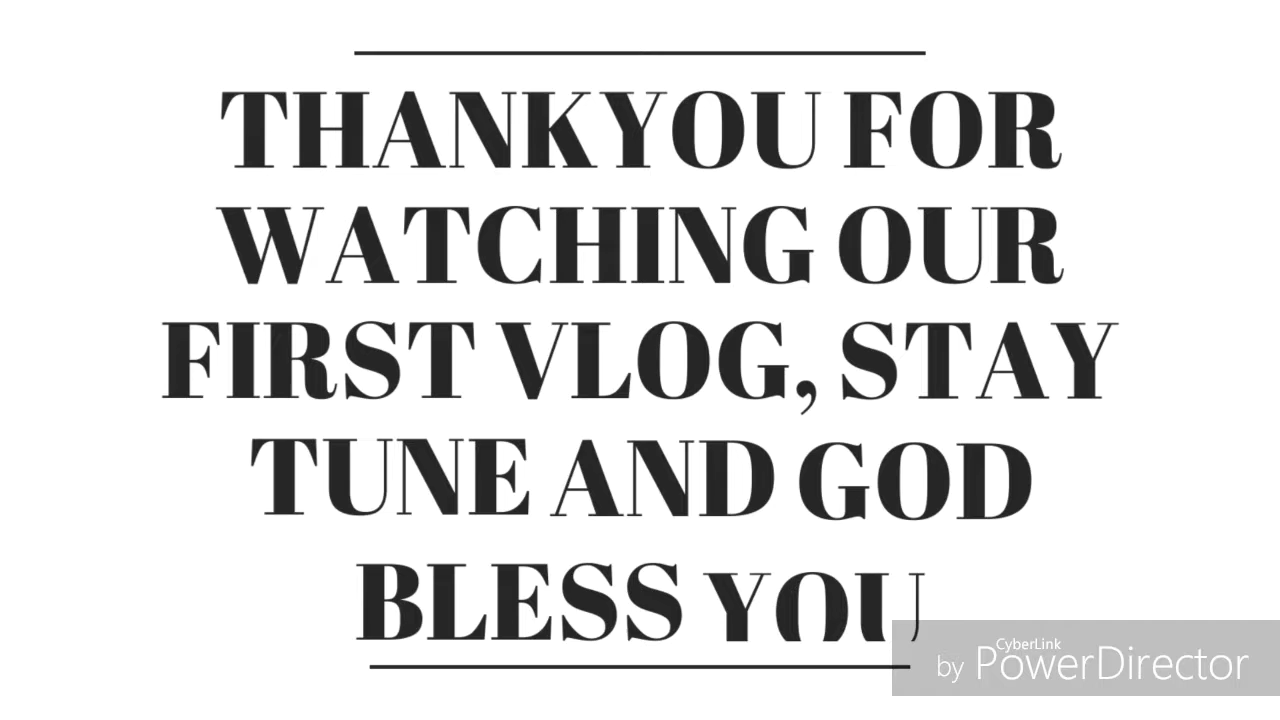 THANKYOU FOR
WATCHING OUR
FIRST VLOG, STAY
TUNE AND GOD
BLESS YOU
CyberLink
by PowerDirector